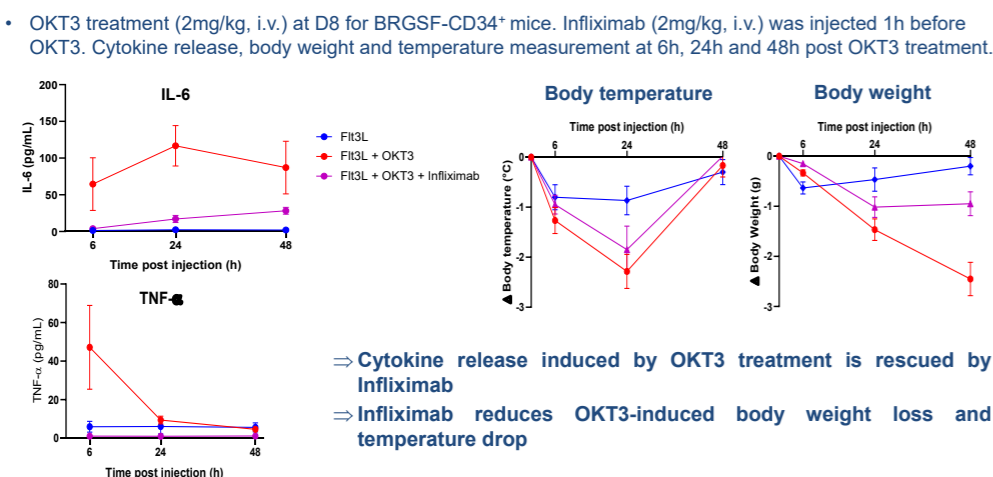 • OKT3 treatment (2mg/kg, i.v.) at D8 for BRGSF-CD34⁺ mice. Infliximab (2mg/kg, i.v.) was injected 1h before
OKT3. Cytokine release, body weight and temperature measurement at 6h, 24h and 48h post OKT3 treatment.
IL-6
IL-6 (pg/mL)
200
150
100
50
0
6 24 48
Time post injection (h)
Flt3L
Flt3L + OKT3
Flt3L + OKT3 + Infliximab
TNF-α
TNF-α (pg/mL)
80
60
40
20
0
6 24 48
Time post injection (h)
Body temperature
Time post injection (h)
6 24 48
0
-1
-2
-3
▲ Body temperature (°C)
Body weight
Time post injection (h)
6 24 48
0
-1
-2
-3
▲ Body Weight (g)
⇒ Cytokine release induced by OKT3 treatment is rescued by
Infliximab
⇒ Infliximab reduces OKT3-induced body weight loss and
temperature drop